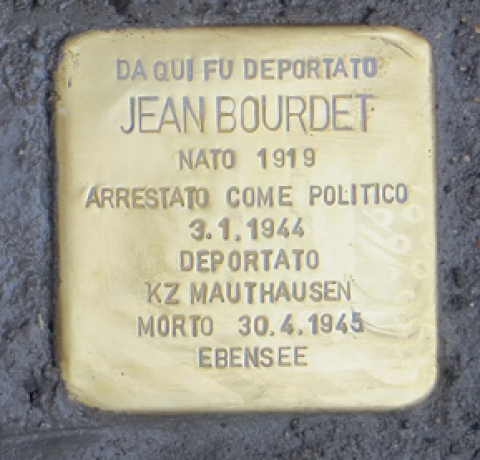 DA QUI FU DEPORTATO
JEAN BOURDET
NATO 1919
ARRESTATO COME POLITICO
3.1.1944
DEPORTATO
KZ MAUTHAUSEN
MORTO 30.4.1945
EBENSEE